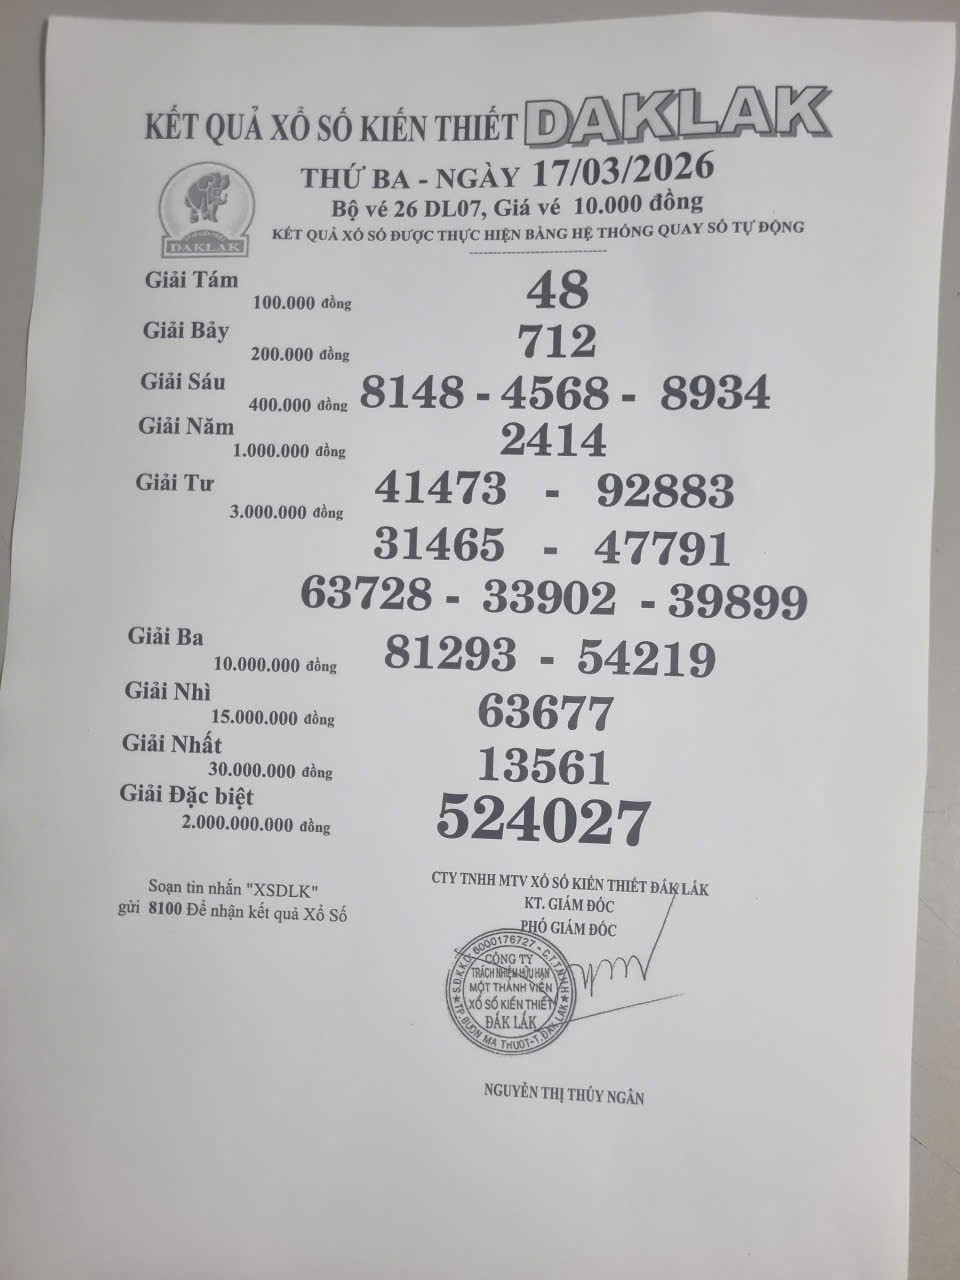 KẾT QUẢ XỔ SỐ KIẾN THIẾT DAKLAK
THỨ BA - NGÀY 17/03/2026
Bộ vé 26 DL07, Giá vé 10.000 đồng
KẾT QUẢ XỔ SỐ ĐƯỢC THỰC HIỆN BẰNG HỆ THỐNG QUAY SỐ TỰ ĐỘNG
DAKLAK
Giải Tám
100.000 đồng
48
Giải Bảy
200.000 đồng
712
Giải Sáu
400.000 đồng
8148 - 4568 - 8934
Giải Năm
1.000.000 đồng
2414
Giải Tư
3.000.000 đồng
41473 - 92883
31465 - 47791
63728 - 33902 - 39899
Giải Ba
10.000.000 đồng
81293 - 54219
Giải Nhì
15.000.000 đồng
63677
Giải Nhất
30.000.000 đồng
13561
Giải Đặc biệt
2.000.000.000 đồng
524027
Soạn tin nhắn "XSDLK"
gửi 8100 Để nhận kết quả Xổ Số
CTY TNHH MTV XỔ SỐ KIẾN THIẾT ĐẮK LẮK
KT. GIÁM ĐỐC
PHÓ GIÁM ĐỐC
S.Đ.K.K.D: 6000176727 - C.T.T.N.H.H
CÔNG TY
TRÁCH NHIỆM HỮU HẠN
MỘT THÀNH VIÊN
XỔ SỐ KIẾN THIẾT
ĐẮK LẮK
TP.BUÔN MA THUỘT-T.ĐẮK LẮK
NGUYỄN THỊ THÚY NGÂN